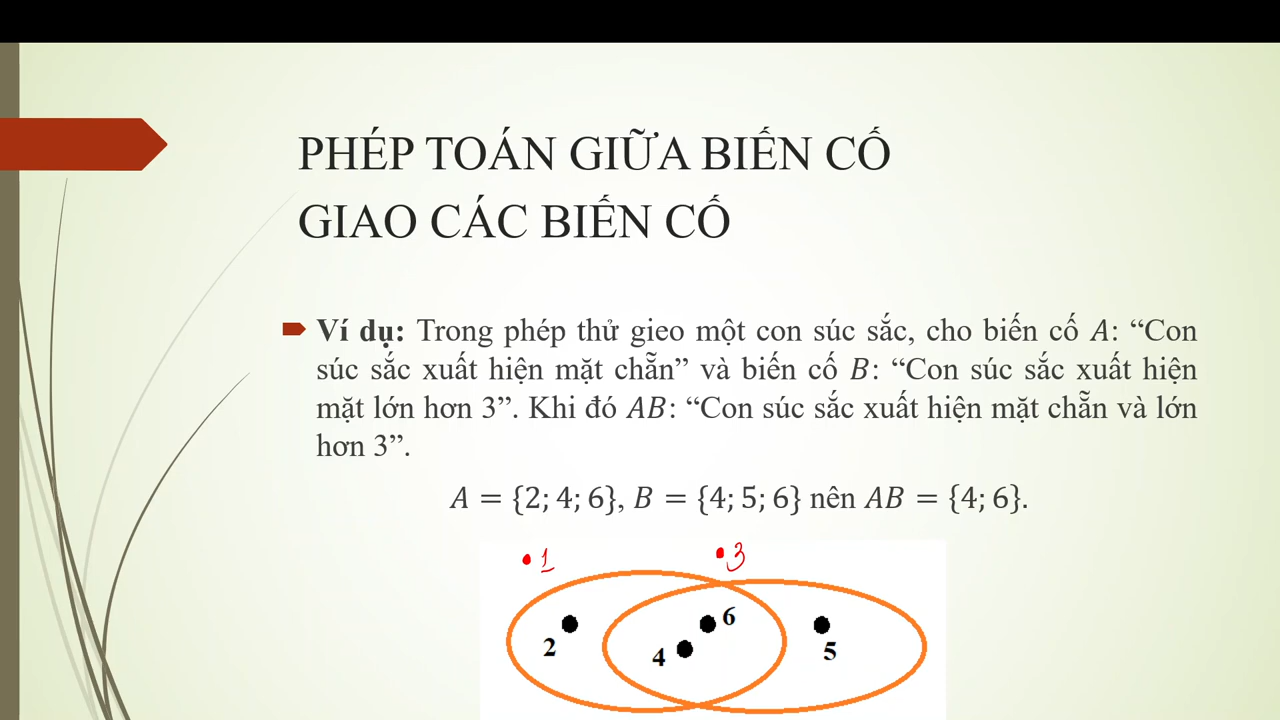 PHÉP TOÁN GIỮA BIẾN CỐ
GIAO CÁC BIẾN CỐ
Ví dụ: Trong phép thử gieo một con súc sắc, cho biến cố A: “Con
súc sắc xuất hiện mặt chẵn” và biến cố B: “Con súc sắc xuất hiện
mặt lớn hơn 3”. Khi đó AB: “Con súc sắc xuất hiện mặt chẵn và lớn
hơn 3”.
A = {2; 4; 6}, B = {4; 5; 6} nên AB = {4; 6}.
1 3
6
2 4 5